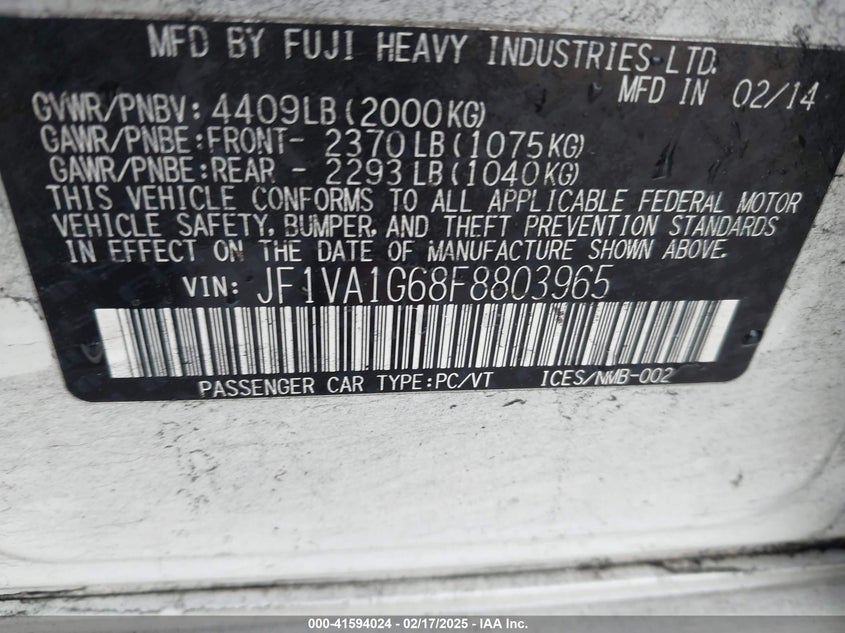 MFD BY FUJI HEAVY INDUSTRIES LTD.
MFD IN 02/14
GVWR/PNBV: 4409LB (2000KG)
GAWR/PNBE:FRONT- 2370LB (1075KG)
GAWR/PNBE:REAR - 2293LB (1040KG)
THIS VEHICLE CONFORMS TO ALL APPLICABLE FEDERAL MOTOR
VEHICLE SAFETY, BUMPER, AND THEFT PREVENTION STANDARDS
IN EFFECT ON THE DATE OF MANUFACTURE SHOWN ABOVE.
VIN: JF1VA1G68F8803965
PASSENGER CAR TYPE:PC/VT ICES/NMB-002
000-41594024 - 02/17/2025 - IAA Inc.